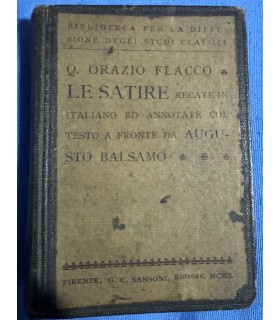 BIBLIOTECA PER LA DIFFU-
SIONE DEGLI STUDI CLASSICI
Q. ORAZIO FLACCO
LE SATIRE RECATE IN
ITALIANO ED ANNOTATE COL
TESTO A FRONTE DA AUGU-
STO BALSAMO
FIRENZE, G. C. SANSONI, EDITORE, MCMX